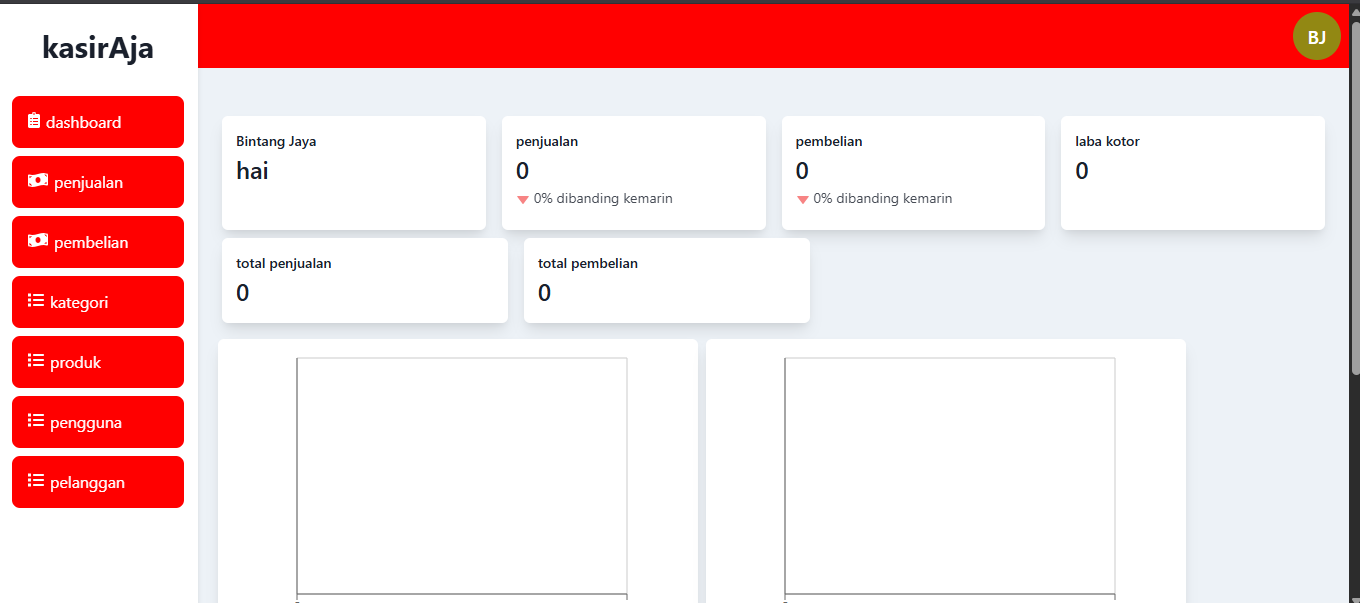 kasirAja
BJ
dashboard
penjualan
pembelian
kategori
produk
pengguna
pelanggan
Bintang Jaya
hai
penjualan
0
0% dibanding kemarin
pembelian
0
0% dibanding kemarin
laba kotor
0
total penjualan
0
total pembelian
0